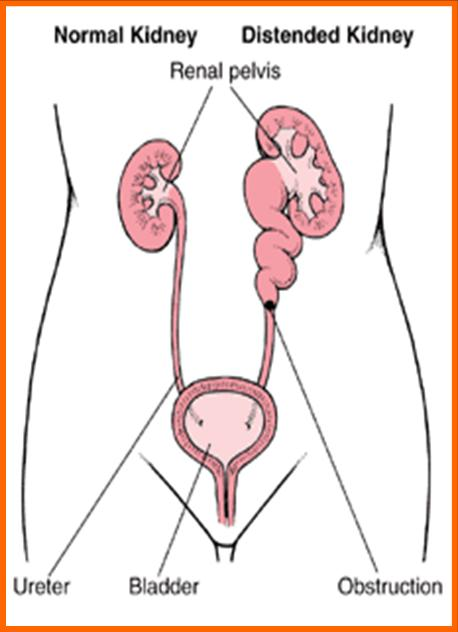 Normal Kidney Distended Kidney
Renal pelvis
Ureter Bladder Obstruction